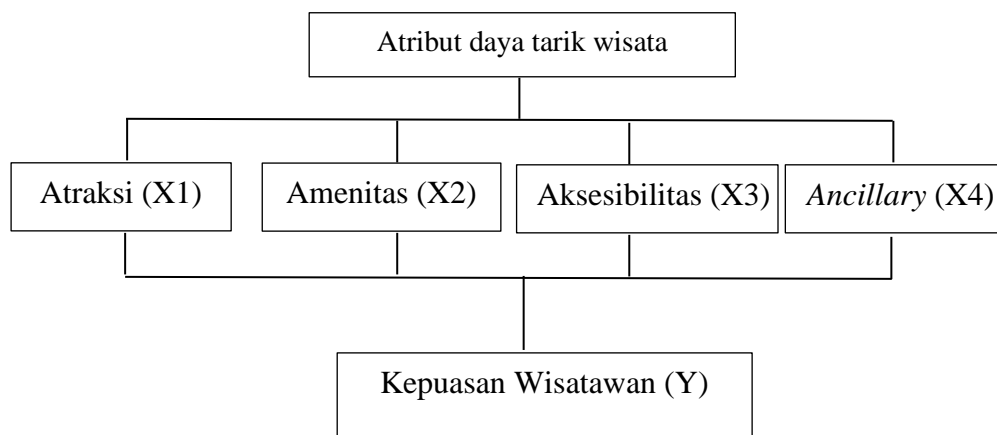 Atribut daya tarik wisata
Atraksi (X1)
Amenitas (X2)
Aksesibilitas (X3)
Ancillary (X4)
Kepuasan Wisatawan (Y)